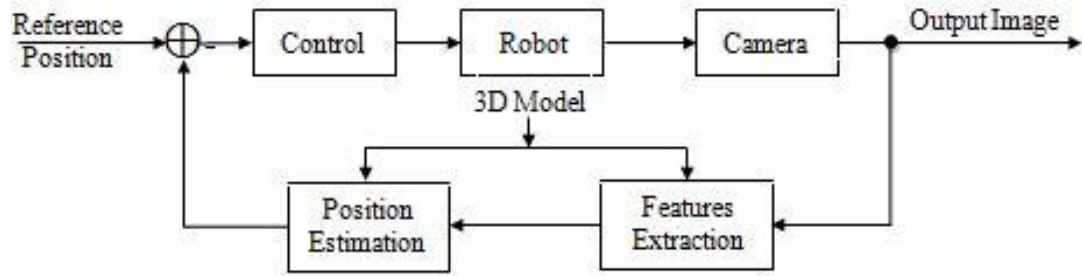 Reference
Position
Control
Robot
Camera
Output Image
3D Model
Position
Estimation
Features
Extraction